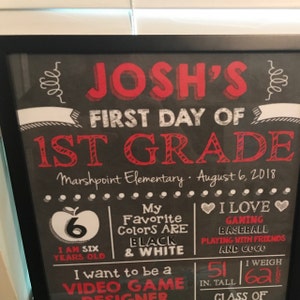 JOSH'S
FIRST DAY OF
1ST GRADE
Marshpoint Elementary • August 6, 2018
6
I AM SIX
YEARS OLD
My
Favorite
Colors ARE
BLACK
& WHITE
I LOVE
GAMING
BASEBALL
PLAYING WITH FRIENDS
AND COCO
I want to be a
VIDEO GAME
DESIGNER
51
IN. TALL
I WEIGH
62
CLASS OF